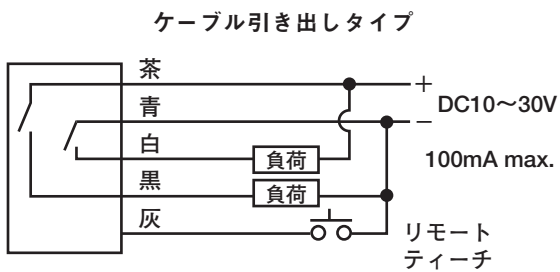 ケーブル引き出しタイプ
茶
+
DC10～30V
青
−
白
負荷
100mA max.
黒
負荷
灰
リモート
ティーチ